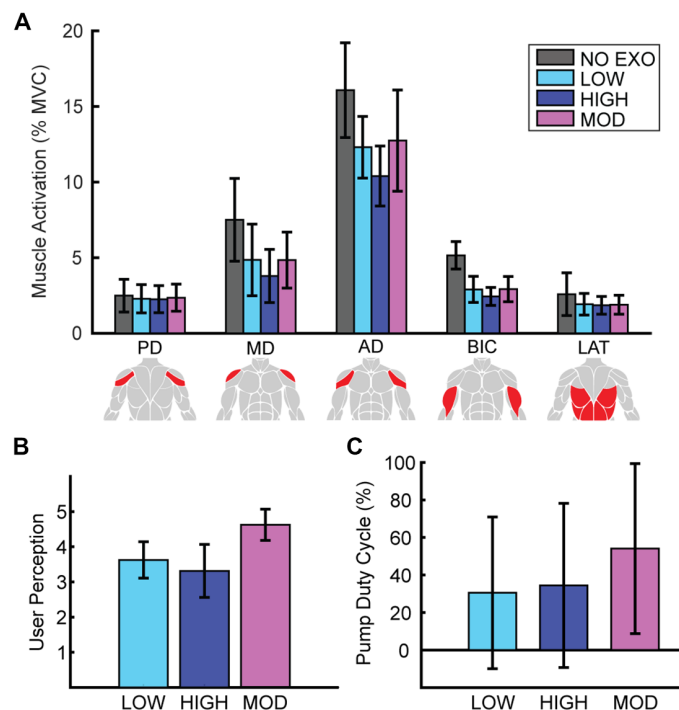 A
Muscle Activation (% MVC)
20
15
10
5
0
NO EXO
LOW
HIGH
MOD
PD MD AD BIC LAT
B
User Perception
5
4
3
2
1
LOW HIGH MOD
C
Pump Duty Cycle (%)
100
80
60
40
20
0
LOW HIGH MOD